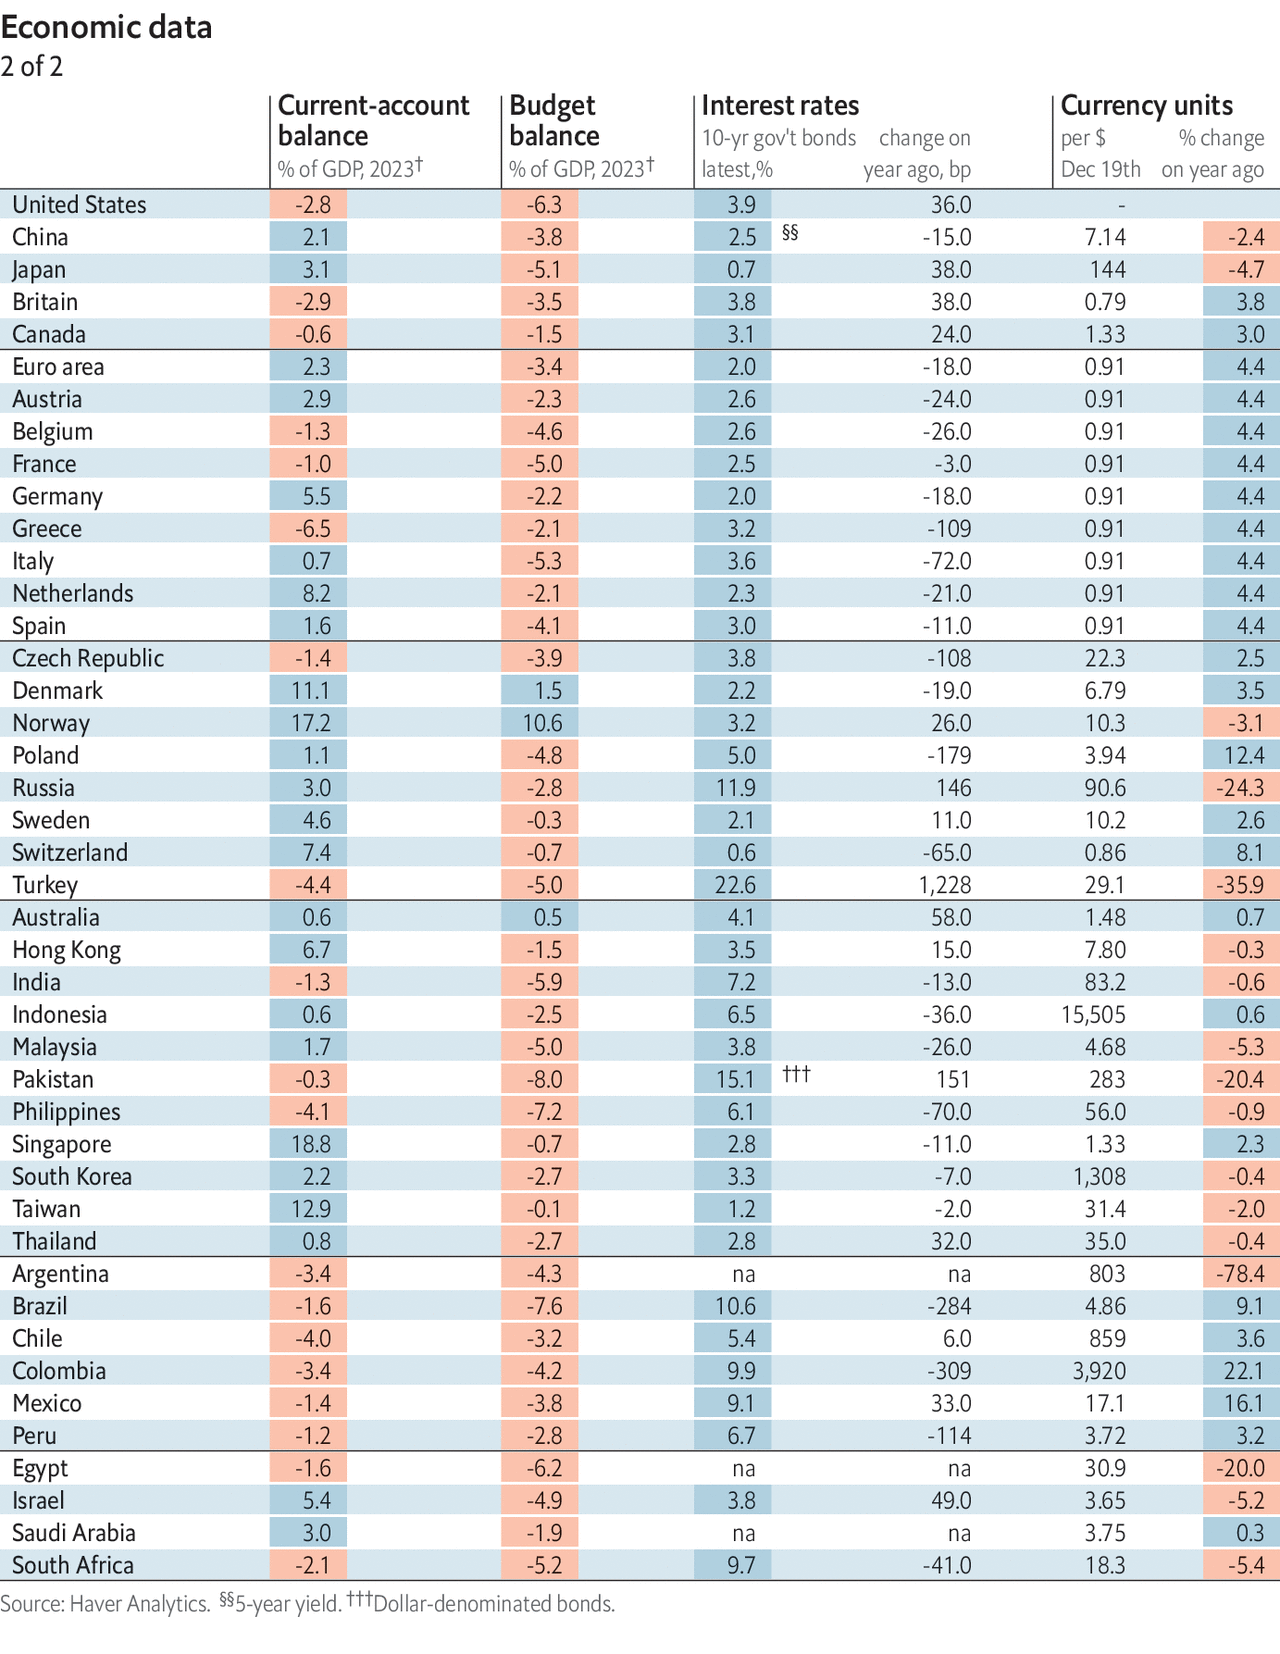 Economic data
2 of 2
Current-account Budget Interest rates Currency units
balance balance 10-yr gov't bonds change on per $ % change
% of GDP, 2023† % of GDP, 2023† latest,% year ago, bp Dec 19th on year ago
United States -2.8 -6.3 3.9 36.0 -
China 2.1 -3.8 2.5 §§ -15.0 7.14 -2.4
Japan 3.1 -5.1 0.7 38.0 144 -4.7
Britain -2.9 -3.5 3.8 38.0 0.79 3.8
Canada -0.6 -1.5 3.1 24.0 1.33 3.0
Euro area 2.3 -3.4 2.0 -18.0 0.91 4.4
Austria 2.9 -2.3 2.6 -24.0 0.91 4.4
Belgium -1.3 -4.6 2.6 -26.0 0.91 4.4
France -1.0 -5.0 2.5 -3.0 0.91 4.4
Germany 5.5 -2.2 2.0 -18.0 0.91 4.4
Greece -6.5 -2.1 3.2 -109 0.91 4.4
Italy 0.7 -5.3 3.6 -72.0 0.91 4.4
Netherlands 8.2 -2.1 2.3 -21.0 0.91 4.4
Spain 1.6 -4.1 3.0 -11.0 0.91 4.4
Czech Republic -1.4 -3.9 3.8 -108 22.3 2.5
Denmark 11.1 1.5 2.2 -19.0 6.79 3.5
Norway 17.2 10.6 3.2 26.0 10.3 -3.1
Poland 1.1 -4.8 5.0 -179 3.94 12.4
Russia 3.0 -2.8 11.9 146 90.6 -24.3
Sweden 4.6 -0.3 2.1 11.0 10.2 2.6
Switzerland 7.4 -0.7 0.6 -65.0 0.86 8.1
Turkey -4.4 -5.0 22.6 1,228 29.1 -35.9
Australia 0.6 0.5 4.1 58.0 1.48 0.7
Hong Kong 6.7 -1.5 3.5 15.0 7.80 -0.3
India -1.3 -5.9 7.2 -13.0 83.2 -0.6
Indonesia 0.6 -2.5 6.5 -36.0 15,505 0.6
Malaysia 1.7 -5.0 3.8 -26.0 4.68 -5.3
Pakistan -0.3 -8.0 15.1 ††† 151 283 -20.4
Philippines -4.1 -7.2 6.1 -70.0 56.0 -0.9
Singapore 18.8 -0.7 2.8 -11.0 1.33 2.3
South Korea 2.2 -2.7 3.3 -7.0 1,308 -0.4
Taiwan 12.9 -0.1 1.2 -2.0 31.4 -2.0
Thailand 0.8 -2.7 2.8 32.0 35.0 -0.4
Argentina -3.4 -4.3 na na 803 -78.4
Brazil -1.6 -7.6 10.6 -284 4.86 9.1
Chile -4.0 -3.2 5.4 6.0 859 3.6
Colombia -3.4 -4.2 9.9 -309 3,920 22.1
Mexico -1.4 -3.8 9.1 33.0 17.1 16.1
Peru -1.2 -2.8 6.7 -114 3.72 3.2
Egypt -1.6 -6.2 na na 30.9 -20.0
Israel 5.4 -4.9 3.8 49.0 3.65 -5.2
Saudi Arabia 3.0 -1.9 na na 3.75 0.3
South Africa -2.1 -5.2 9.7 -41.0 18.3 -5.4
Source: Haver Analytics. §§5-year yield. †††Dollar-denominated bonds.